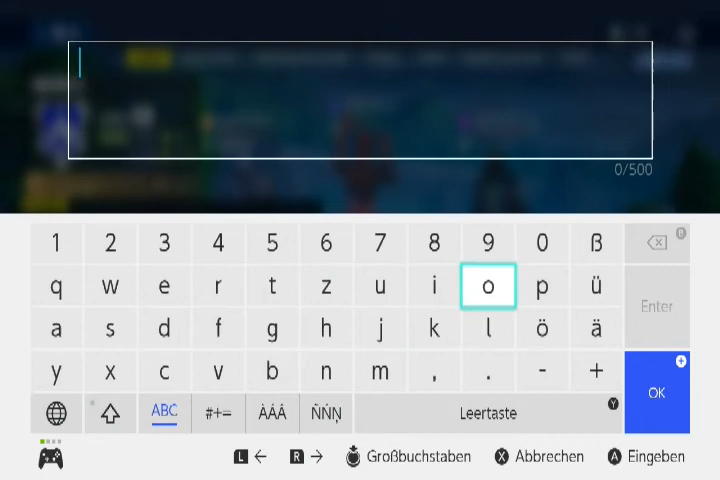 0/500
1 2 3 4 5 6 7 8 9 0 ß
q w e r t z u i o p ü
Enter
a s d f g h j k l ö ä
y x c v b n m , . - +
OK
ABC #+= ÀÁÂ ÑŃŅ Leertaste Y
L ← R → Großbuchstaben X Abbrechen A Eingeben